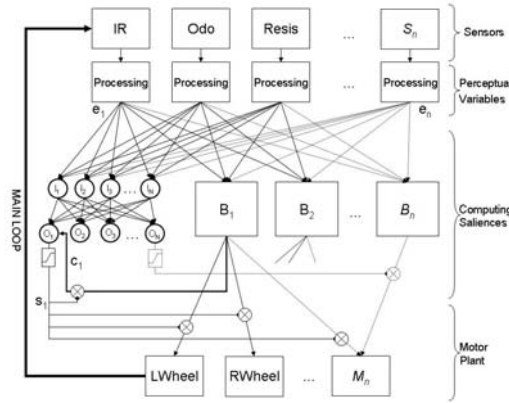 IR Odo Resis ... Sn
Sensors
Processing Processing Processing ... Processing
Perceptual
Variables
e1 en
I1 I2 I3 ... IN
O1 O2 O3 ... ON
B1 B2 ... Bn
Computing
Saliences
MAIN LOOP
c1
s1
Motor
Plant
LWheel RWheel ... Mn